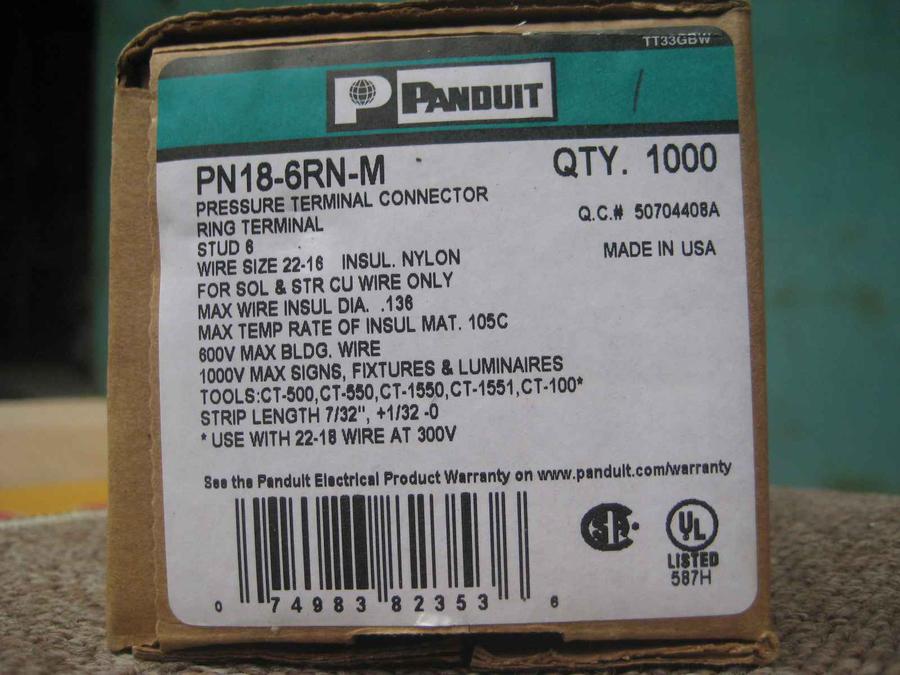 TT33GBW
P PANDUIT
PN18-6RN-M
QTY. 1000
PRESSURE TERMINAL CONNECTOR
Q.C.# 50704408A
RING TERMINAL
STUD 6
MADE IN USA
WIRE SIZE 22-18 INSUL. NYLON
FOR SOL & STR CU WIRE ONLY
MAX WIRE INSUL DIA. .136
MAX TEMP RATE OF INSUL MAT. 105C
600V MAX BLDG. WIRE
1000V MAX SIGNS, FIXTURES & LUMINAIRES
TOOLS:CT-500,CT-550,CT-1550,CT-1551,CT-100*
STRIP LENGTH 7/32", +1/32 -0
* USE WITH 22-18 WIRE AT 300V
See the Panduit Electrical Product Warranty on www.panduit.com/warranty
SP
UL
LISTED
587H
0 74983 82353 6